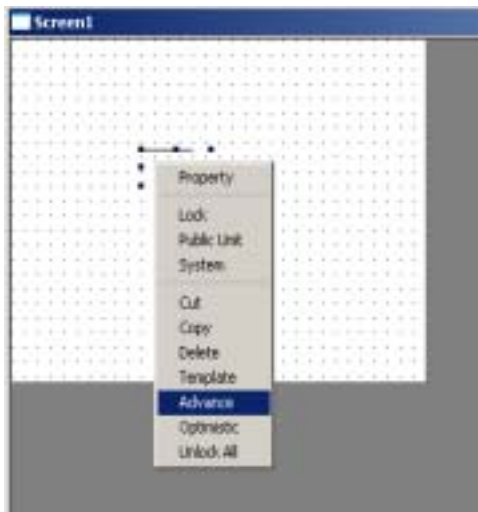 Screen1
Property
Lock
Public Unit
System
Cut
Copy
Delete
Template
Advance
Optimistic
Unlock All